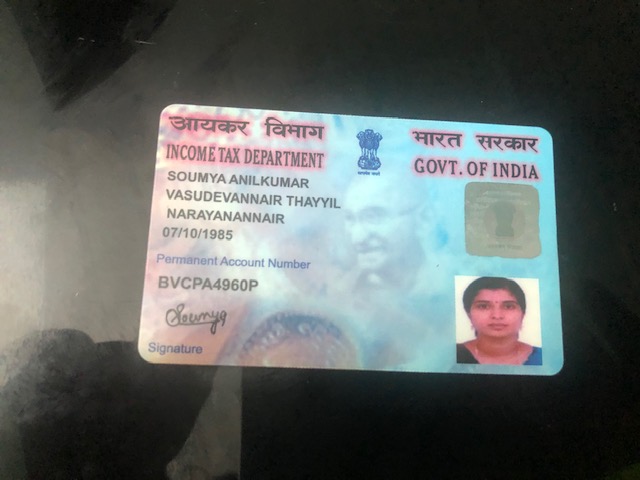 आयकर विभाग
INCOME TAX DEPARTMENT
भारत सरकार
GOVT. OF INDIA
SOUMYA ANILKUMAR
VASUDEVANNAIR THAYYIL
NARAYANANNAIR
07/10/1985
Permanent Account Number
BVCPA4960P
Soumya
Signature